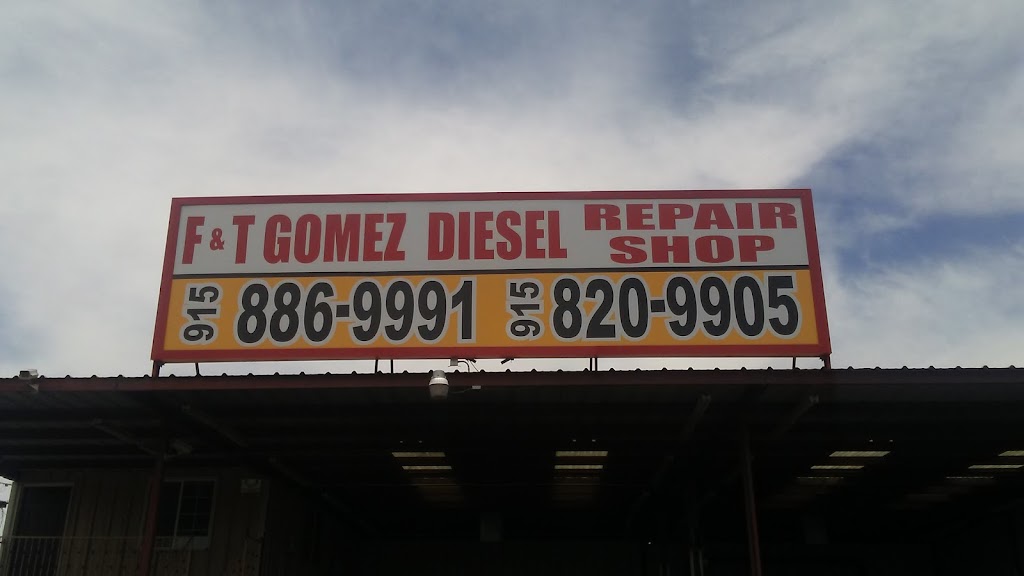 F & T GOMEZ DIESEL REPAIR SHOP
915 886-9991 915 820-9905